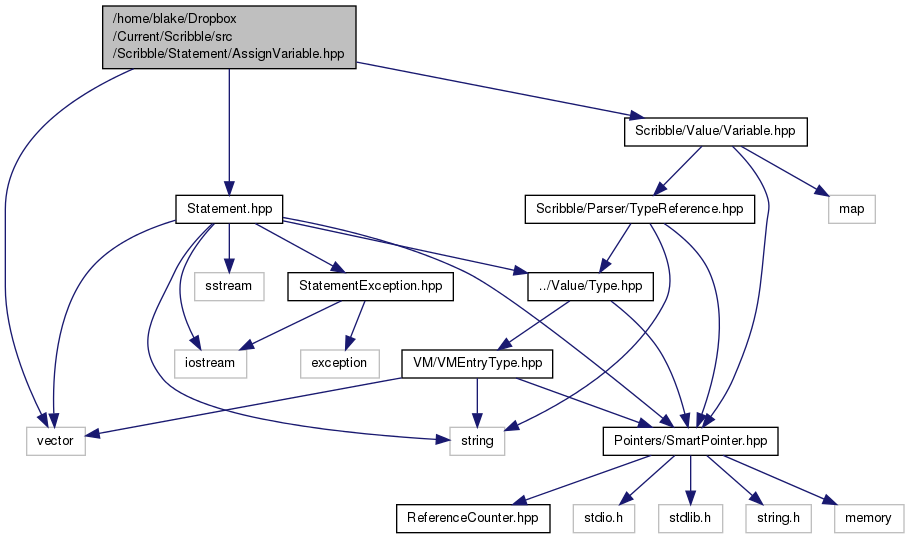 /home/blake/Dropbox
/Current/Scribble/src
/Scribble/Statement/AssignVariable.hpp
Scribble/Value/Variable.hpp
Statement.hpp
Scribble/Parser/TypeReference.hpp
map
sstream
StatementException.hpp
../Value/Type.hpp
iostream
exception
VM/VMEntryType.hpp
vector
string
Pointers/SmartPointer.hpp
ReferenceCounter.hpp
stdio.h
stdlib.h
string.h
memory